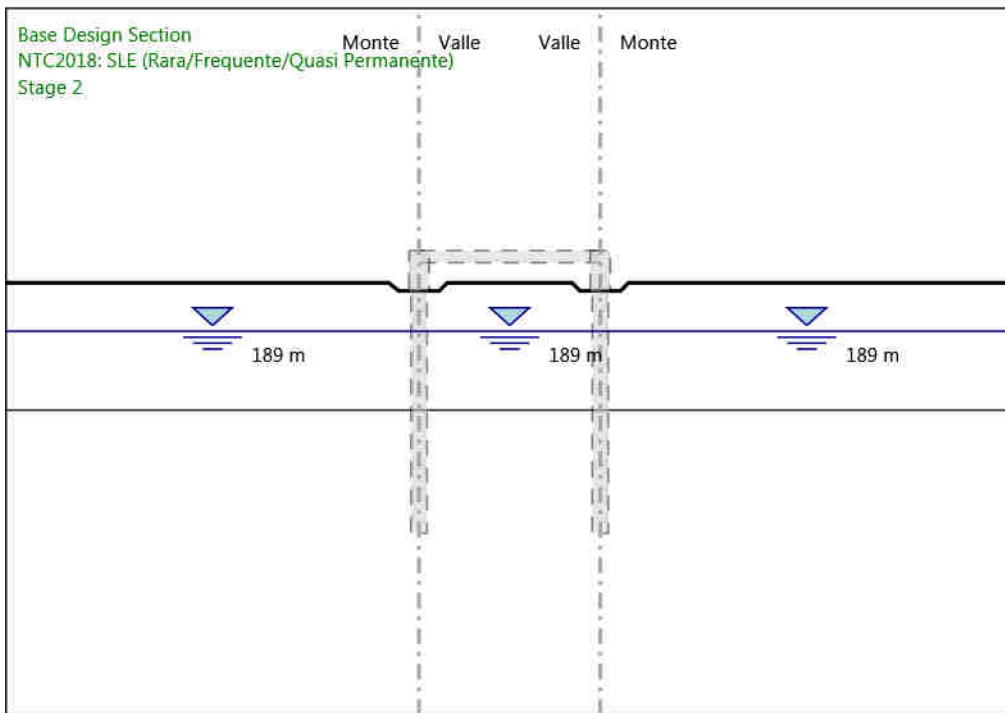 Base Design Section
NTC2018: SLE (Rara/Frequente/Quasi Permanente)
Stage 2
Monte Valle Valle Monte
189 m 189 m 189 m